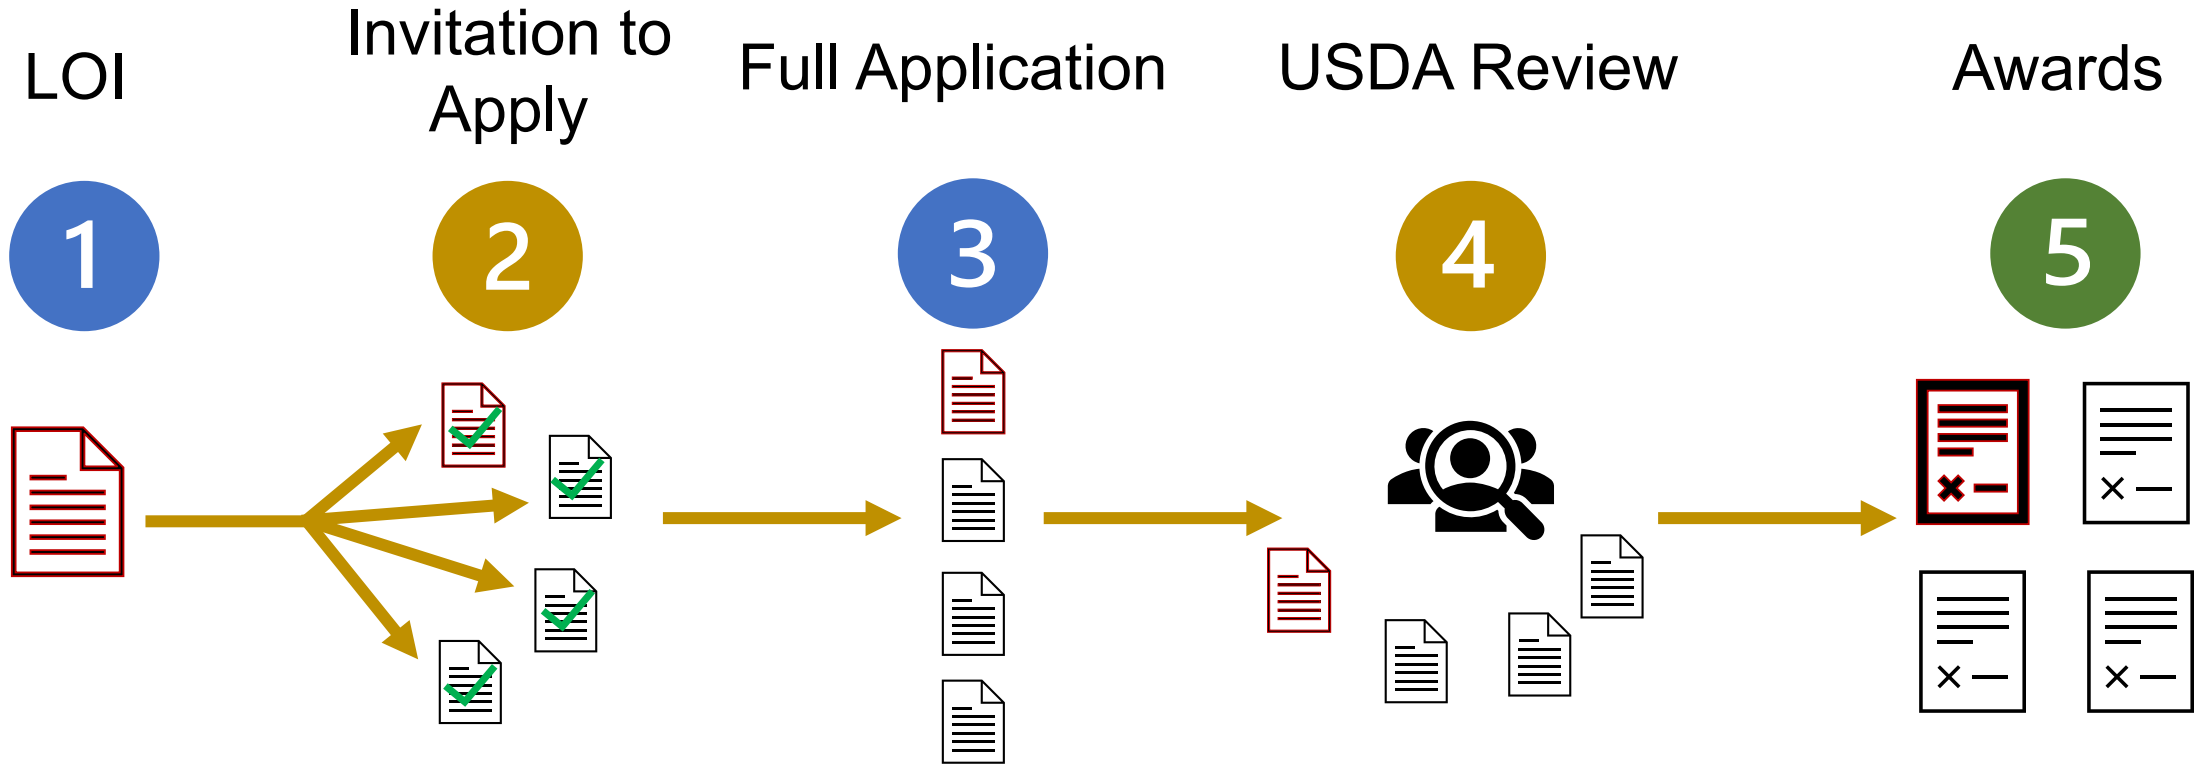 LOI
Invitation to
Apply
Full Application
USDA Review
Awards
1
2
3
4
5